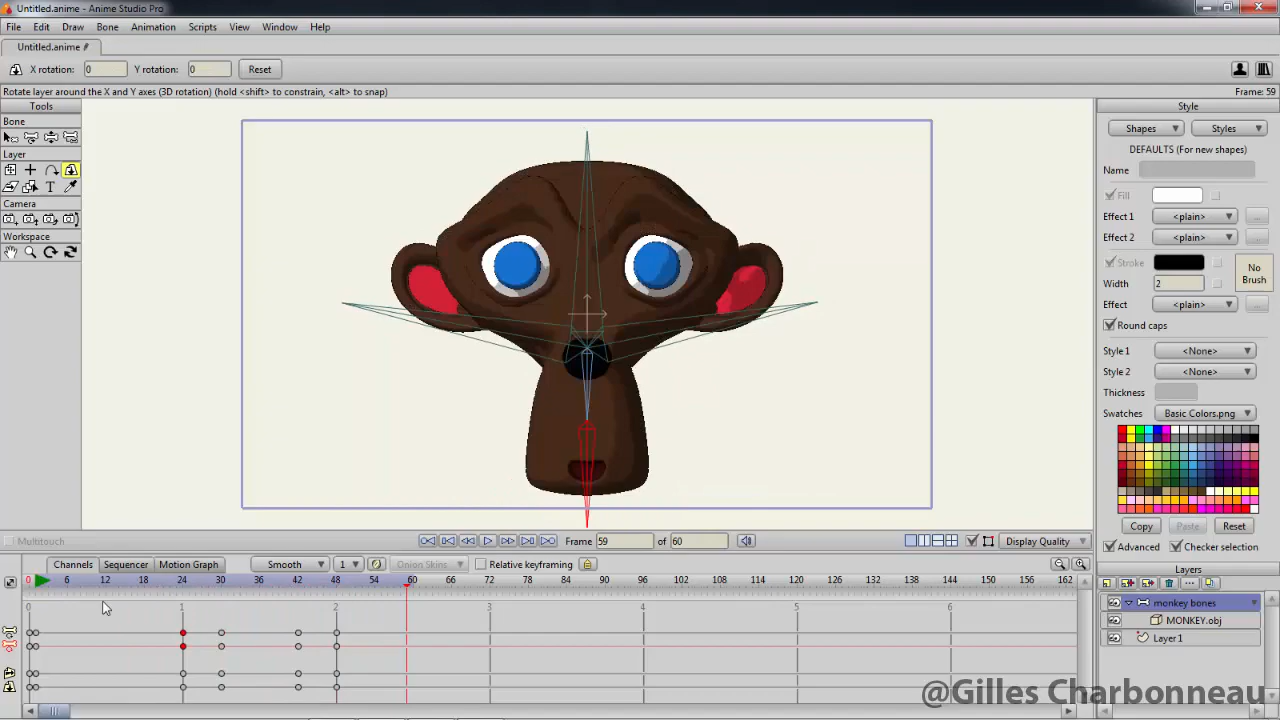 Untitled.anime - Anime Studio Pro
File Edit Draw Bone Animation Scripts View Window Help
Untitled.anime
X rotation: 0 Y rotation: 0 Reset
Rotate layer around the X and Y axes (3D rotation) (hold <shift> to constrain, <alt> to snap) Frame: 59
Tools
Bone
Layer
T
Camera
Workspace
Style
Shapes Styles
DEFAULTS (For new shapes)
Name
Fill
Effect 1 <plain> ...
Effect 2 <plain> ...
Stroke
Width 2
No Brush
Effect <plain> ...
Round caps
Style 1 <None>
Style 2 <None>
Thickness
Swatches Basic Colors.png
Copy Paste Reset
Advanced Checker selection
Multitouch Frame 59 of 60 Display Quality
Channels Sequencer Motion Graph Smooth 1 Onion Skins Relative keyframing
0 6 12 18 24 30 36 42 48 54 60 66 72 78 84 90 96 102 108 114 120 126 132 138 144 150 156 162
0 1 2 3 4 5 6
Layers
monkey bones
MONKEY.obj
Layer1
@Gilles Charbonneau